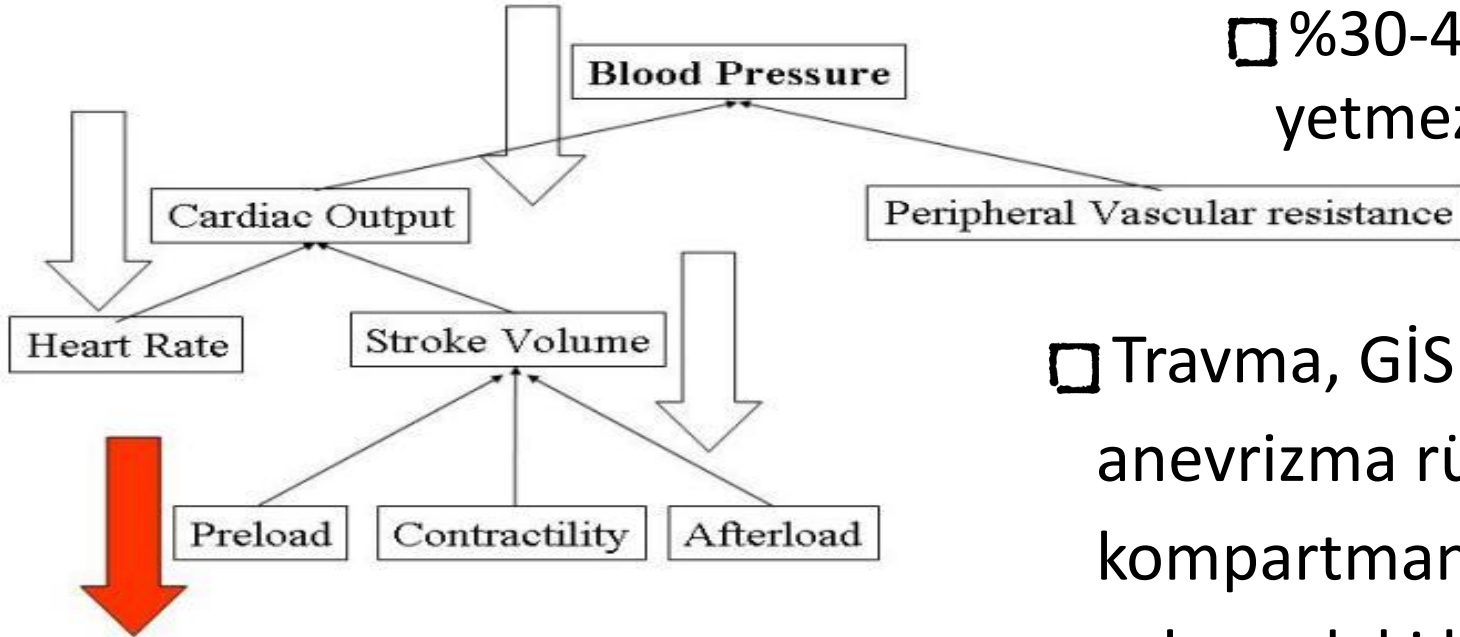 Blood Pressure
Cardiac Output
Peripheral Vascular resistance
Heart Rate
Stroke Volume
Preload
Contractility
Afterload
%30-4
yetmez
Travma, GİS
anevrizma rü
kompartman